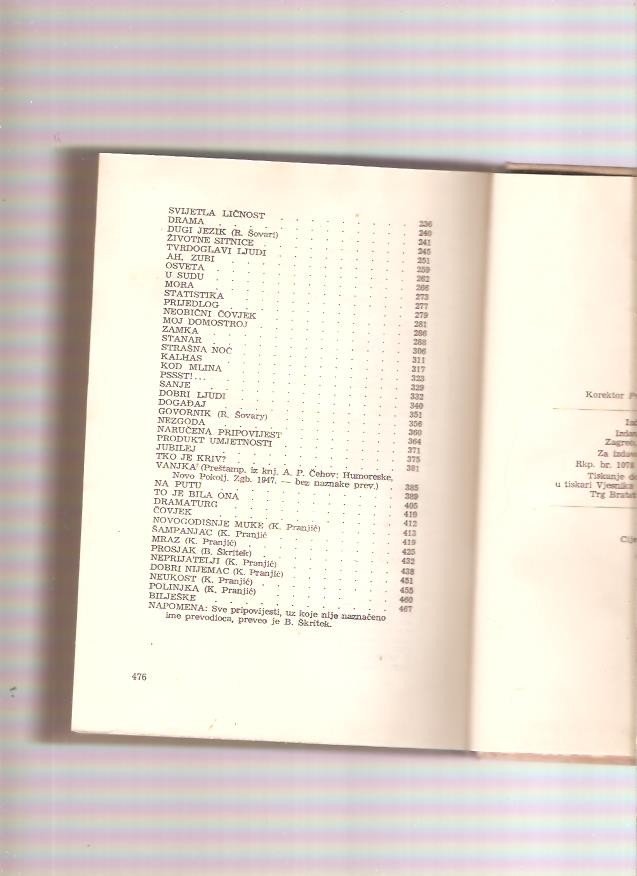 SVIJETLA LIČNOST . . . . . . . . 236
DRAMA . . . . . . . . 240
DUGI JEZIK (R. Šovari) . . . . . . . . 241
ŽIVOTNE SITNICE . . . . . . . . 245
TVRDOGLAVI LJUDI . . . . . . . . 251
AH, ZUBI . . . . . . . . 259
OSVETA . . . . . . . . 262
U SUDU . . . . . . . . 266
MORA . . . . . . . . 273
STATISTIKA . . . . . . . . 277
PRIJEDLOG . . . . . . . . 279
NEOBIČNI ČOVJEK . . . . . . . . 281
MOJ DOMOSTROJ . . . . . . . . 286
ZAMKA . . . . . . . . 288
STANAR . . . . . . . . 306
STRAŠNA NOĆ . . . . . . . . 311
KALHAS . . . . . . . . 317
KOD MLINA . . . . . . . . 323
PSSST!... . . . . . . . . 329
SANJE . . . . . . . . 332
DOBRI LJUDI . . . . . . . . 340
DOGAĐAJ . . . . . . . . 351
GOVORNIK (R. Šovary) . . . . . . . . 356
NEZGODA . . . . . . . . 360
NARUČENA PRIPOVIJEST . . . . . . . . 364
PRODUKT UMJETNOSTI . . . . . . . . 371
JUBILEJ . . . . . . . . 375
TKO JE KRIV? . . . . . . . . 381
VANJKA (Preštamp. iz knj. A. P. Čehov: Humoreske,
Novo Pokolj. Zgb. 1947. — bez naznake prev.) . 385
NA PUTU . . . . . . . . 389
TO JE BILA ONA . . . . . . . . 405
DRAMATURG . . . . . . . . 410
ČOVJEK . . . . . . . . 412
NOVOGODIŠNJE MUKE (K. Pranjić) . . . . 413
ŠAMPANJAC (K. Pranjić . . . . . . 419
MRAZ (K. Pranjić) . . . . . . . 425
PROSJAK (B. Škritek) . . . . . . . 432
NEPRIJATELJI (K. Pranjić) . . . . . . 438
DOBRI NIJEMAC (K. Pranjić) . . . . . . 451
NEUKOST (K. Pranjić) . . . . . . . 455
POLINJKA (K. Pranjić) . . . . . . . 460
BILJEŠKE . . . . . . . . 467
NAPOMENA: Sve pripovijesti, uz koje nije naznačeno
ime prevodioca, preveo je B. Škritek.
476
Korektor
Zagreb,
Za izdav
Rkp. br. 1078
Tiskanje d
u tiskari Vjesnika
Trg Bratst
Cije